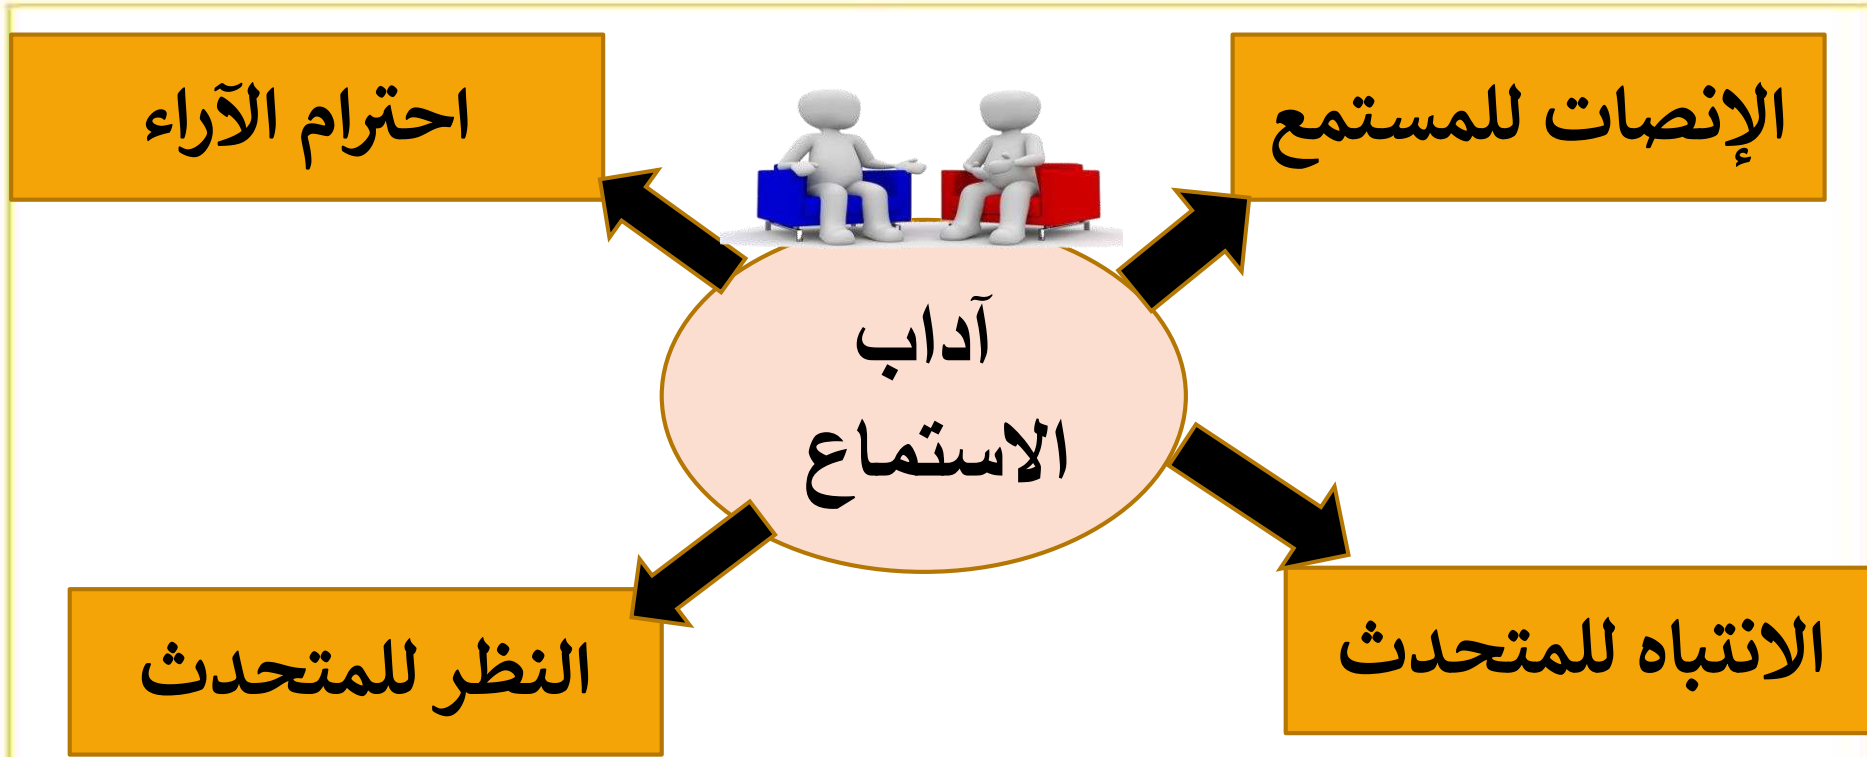 الإنصات للمستمع
احترام الآراء
آداب
الاستماع
الانتباه للمتحدث
النظر للمتحدث